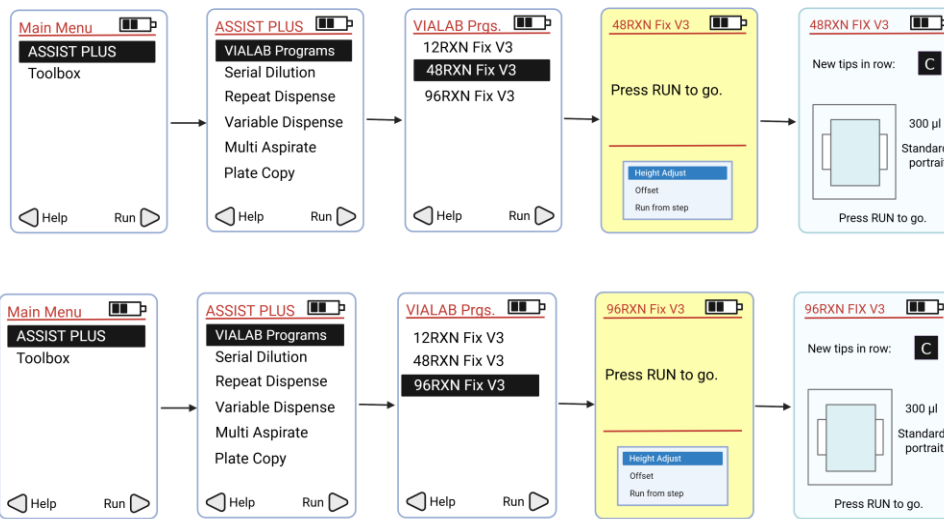 Main Menu
ASSIST PLUS
Toolbox
Help Run
ASSIST PLUS
VIALAB Programs
Serial Dilution
Repeat Dispense
Variable Dispense
Multi Aspirate
Plate Copy
Help Run
VIALAB Prgs.
12RXN Fix V3
48RXN Fix V3
96RXN Fix V3
Help Run
48RXN Fix V3
Press RUN to go.
Height Adjust
Offset
Run from step
48RXN FIX V3
New tips in row: C
300 µl
Standard
portrait
Press RUN to go.
Main Menu
ASSIST PLUS
Toolbox
Help Run
ASSIST PLUS
VIALAB Programs
Serial Dilution
Repeat Dispense
Variable Dispense
Multi Aspirate
Plate Copy
Help Run
VIALAB Prgs.
12RXN Fix V3
48RXN Fix V3
96RXN Fix V3
Help Run
96RXN Fix V3
Press RUN to go.
Height Adjust
Offset
Run from step
96RXN FIX V3
New tips in row: C
300 µl
Standard
portrait
Press RUN to go.